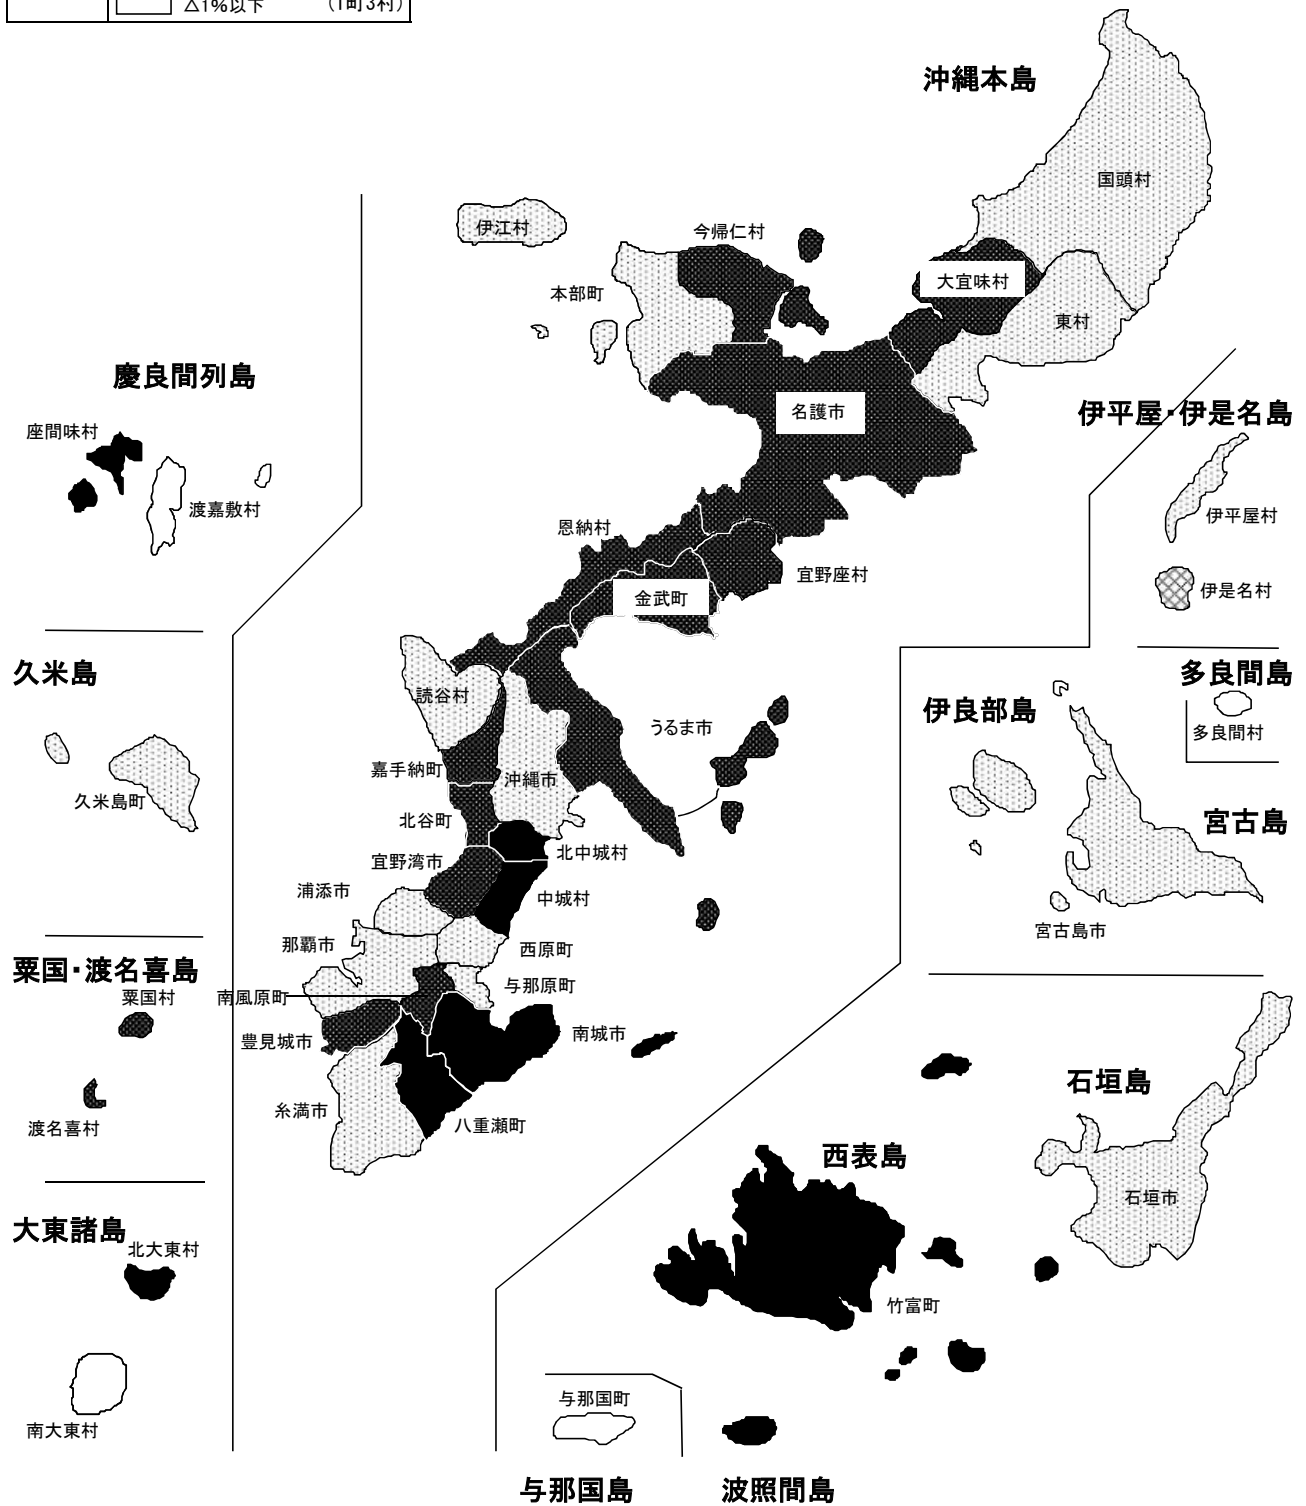 △1%以下 (1町3村)
沖縄本島
国頭村
伊江村
今帰仁村
大宜味村
本部町
東村
慶良間列島
名護市
伊平屋・伊是名島
座間味村
渡嘉敷村
伊平屋村
恩納村
宜野座村
伊是名村
金武町
久米島
多良間島
読谷村
伊良部島
うるま市
多良間村
嘉手納町
沖縄市
久米島町
宮古島
北谷町
北中城村
宜野湾市
浦添市
中城村
宮古島市
那覇市
西原町
粟国・渡名喜島
与那原町
粟国村
南風原町
南城市
豊見城市
石垣島
糸満市
八重瀬町
渡名喜村
西表島
石垣市
大東諸島
北大東村
竹富町
与那国町
南大東村
与那国島
波照間島